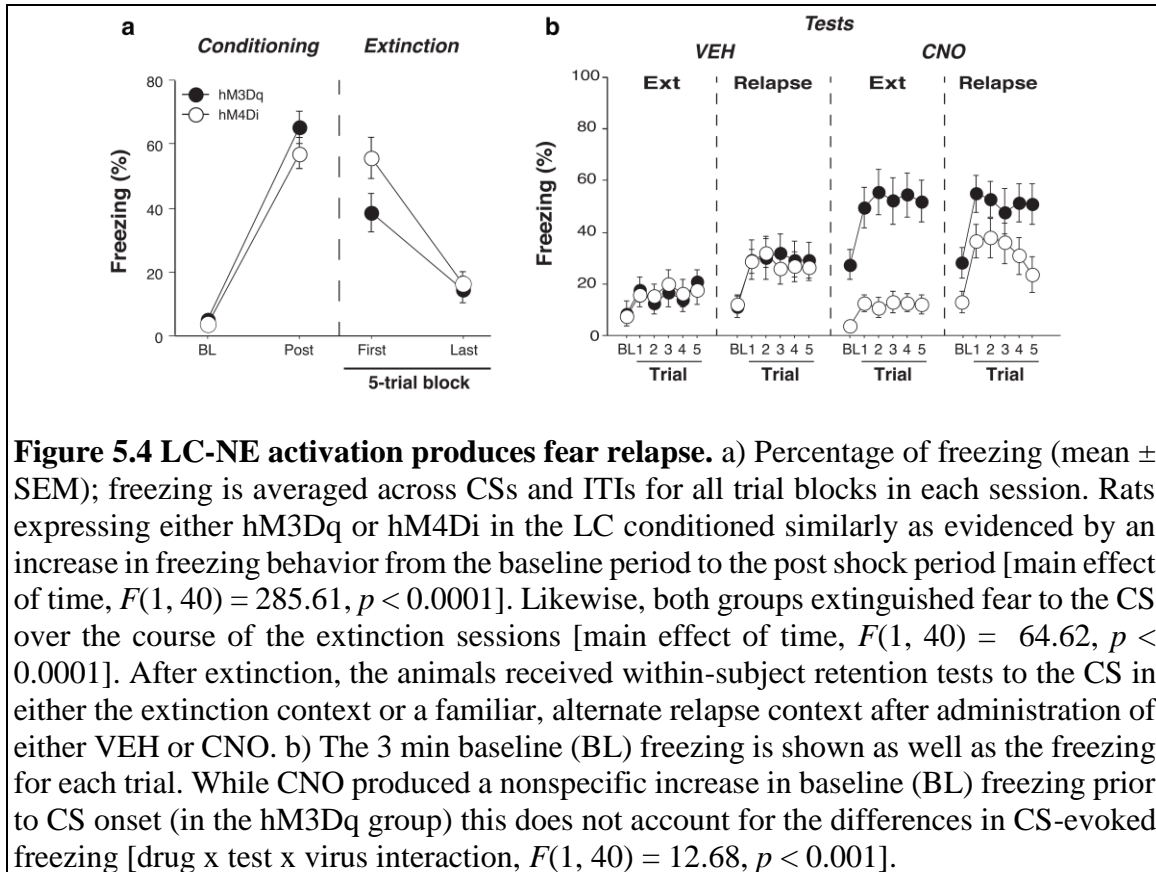 a
Conditioning Extinction
80
60
40
20
0
Freezing (%)
hM3Dq
hM4Di
BL Post First Last
5-trial block
b
Tests
VEH CNO
Ext Relapse Ext Relapse
100
80
60
40
20
0
Freezing (%)
BL 1 2 3 4 5 BL 1 2 3 4 5 BL 1 2 3 4 5 BL 1 2 3 4 5
Trial Trial Trial Trial
Figure 5.4 LC-NE activation produces fear relapse. a) Percentage of freezing (mean ±
SEM); freezing is averaged across CSs and ITIs for all trial blocks in each session. Rats
expressing either hM3Dq or hM4Di in the LC conditioned similarly as evidenced by an
increase in freezing behavior from the baseline period to the post shock period [main effect
of time, F(1, 40) = 285.61, p < 0.0001]. Likewise, both groups extinguished fear to the CS
over the course of the extinction sessions [main effect of time, F(1, 40) = 64.62, p <
0.0001]. After extinction, the animals received within-subject retention tests to the CS in
either the extinction context or a familiar, alternate relapse context after administration of
either VEH or CNO. b) The 3 min baseline (BL) freezing is shown as well as the freezing
for each trial. While CNO produced a nonspecific increase in baseline (BL) freezing prior
to CS onset (in the hM3Dq group) this does not account for the differences in CS-evoked
freezing [drug x test x virus interaction, F(1, 40) = 12.68, p < 0.001].